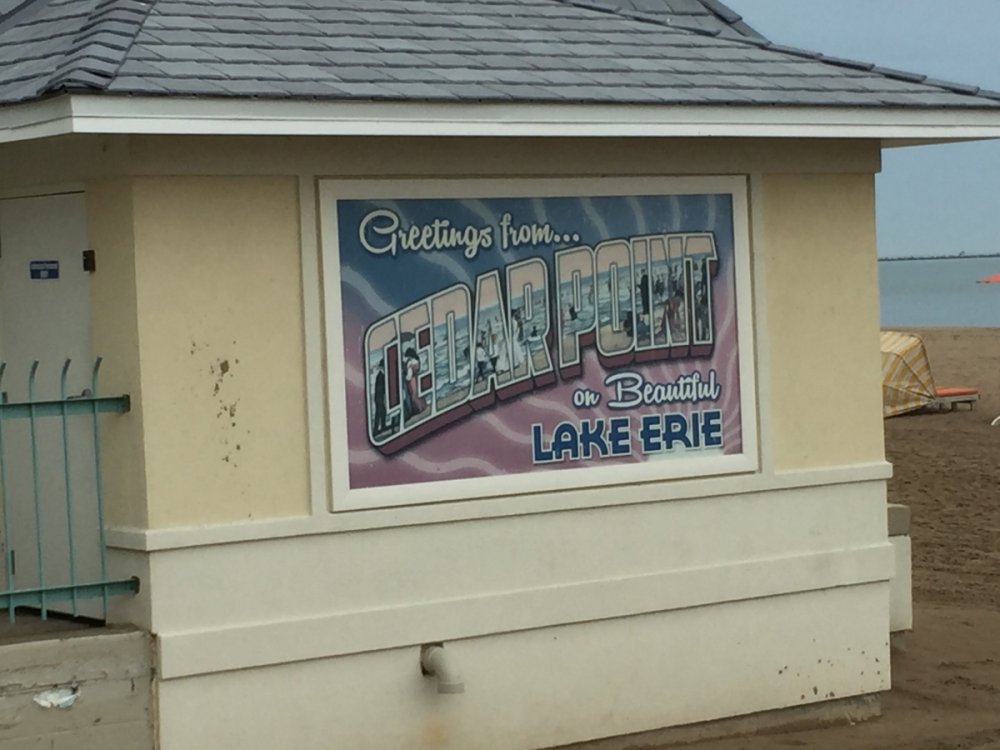 Greetings from...
CEDAR POINT
on Beautiful
LAKE ERIE